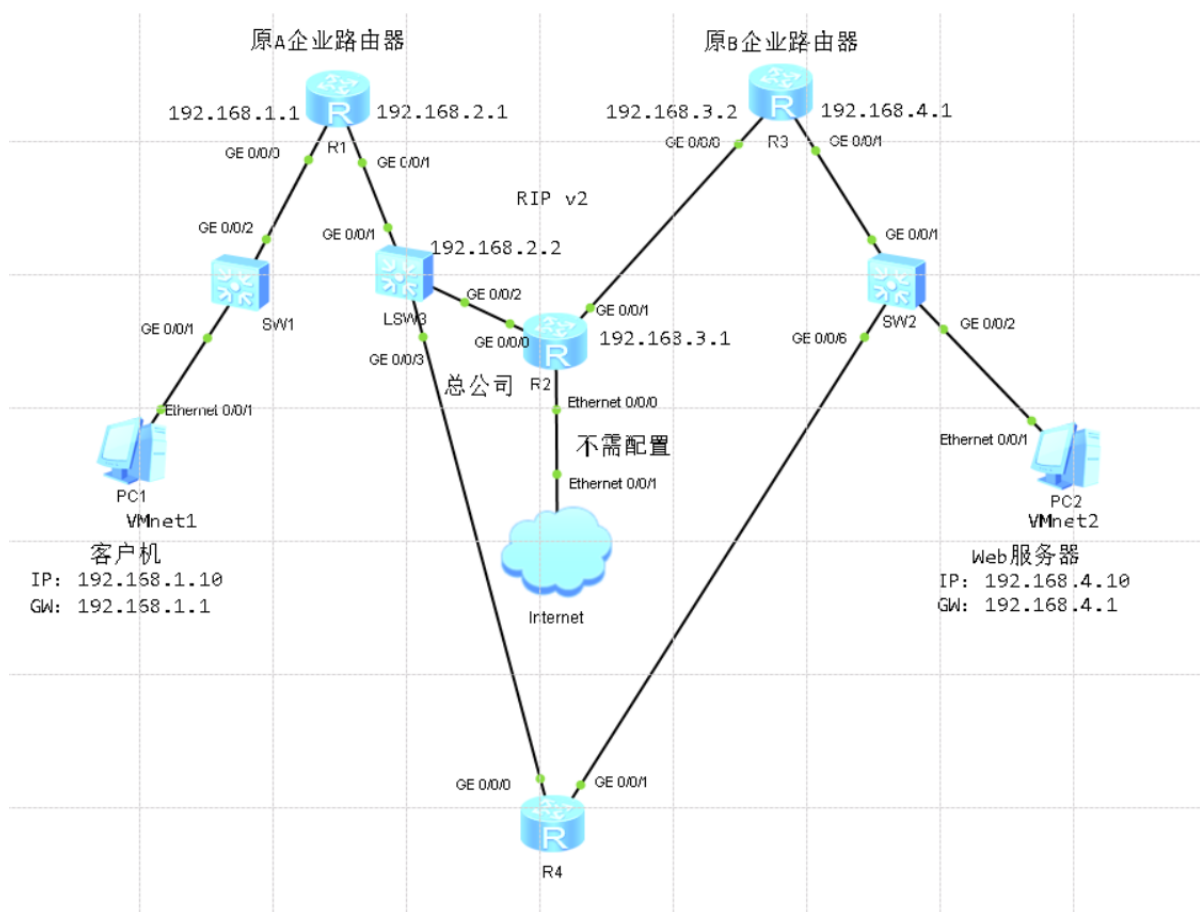 原A企业路由器
原B企业路由器
192.168.1.1
192.168.2.1
192.168.3.2
192.168.4.1
R
R
R1
R3
GE 0/0/0
GE 0/0/1
GE 0/0/0
GE 0/0/1
RIP v2
GE 0/0/2
GE 0/0/1
GE 0/0/1
192.168.2.2
GE 0/0/2
GE 0/0/1
SW1
LSW3
SW2
GE 0/0/1
GE 0/0/0
192.168.3.1
GE 0/0/6
GE 0/0/2
GE 0/0/3
R
总公司
R2
Ethernet 0/0/1
Ethernet 0/0/0
不需配置
Ethernet 0/0/1
Ethernet 0/0/1
PC1
VMnet1
客户机
IP: 192.168.1.10
GW: 192.168.1.1
PC2
VMnet2
Web服务器
IP: 192.168.4.10
GW: 192.168.4.1
Internet
GE 0/0/0
GE 0/0/1
R
R4